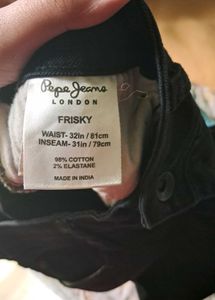 Pepe Jeans
LONDON
FRISKY
WAIST- 32in / 81cm
INSEAM- 31in / 79cm
98% COTTON
2% ELASTANE
MADE IN INDIA